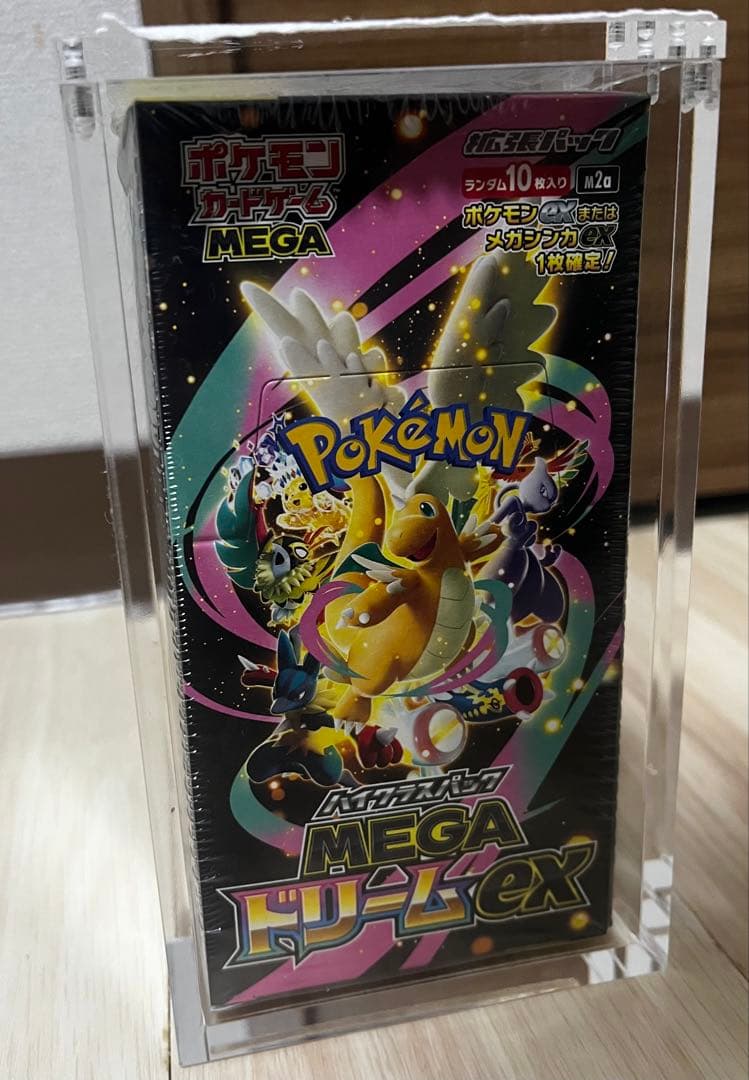 ポケモン
カードゲーム
MEGA
拡張パック
ランダム10枚入り
M2a
ポケモンexまたは
メガシンカex
1枚確定!
POKéMON
ハイクラスパック
MEGA
ドリームex